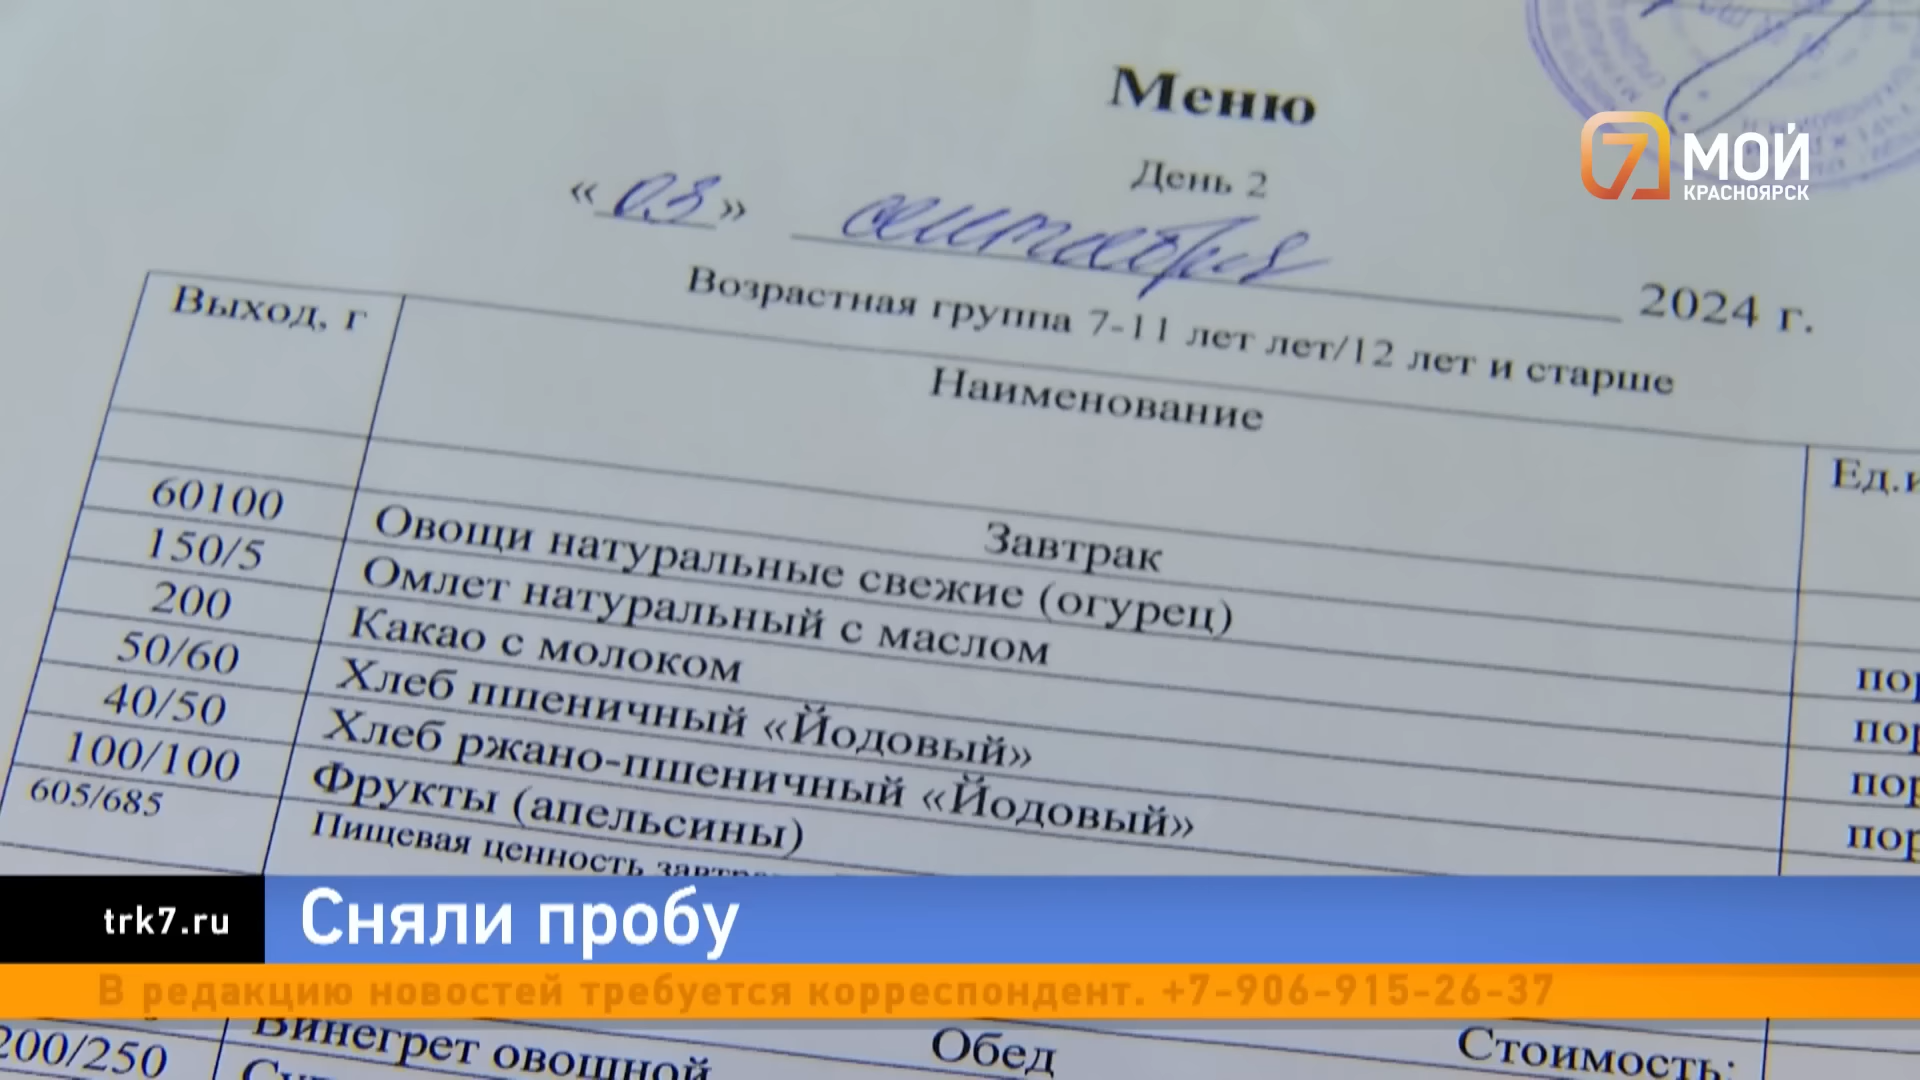 Меню
День 2
« 03 » сентября 2024 г.
Возрастная группа 7-11 лет лет/12 лет и старше
7 МОЙ
КРАСНОЯРСК
Выход, г Наименование
Завтрак
60100 Овощи натуральные свежие (огурец)
150/5 Омлет натуральный с маслом
200 Какао с молоком
50/60 Хлеб пшеничный «Йодовый»
40/50 Хлеб ржано-пшеничный «Йодовый»
100/100 Фрукты (апельсины)
605/685 Пищевая ценность
trk7.ru Сняли пробу
В редакцию новостей требуется корреспондент. +7-906-915-26-37
Обед Стоимость:
Винегрет овощной
200/250